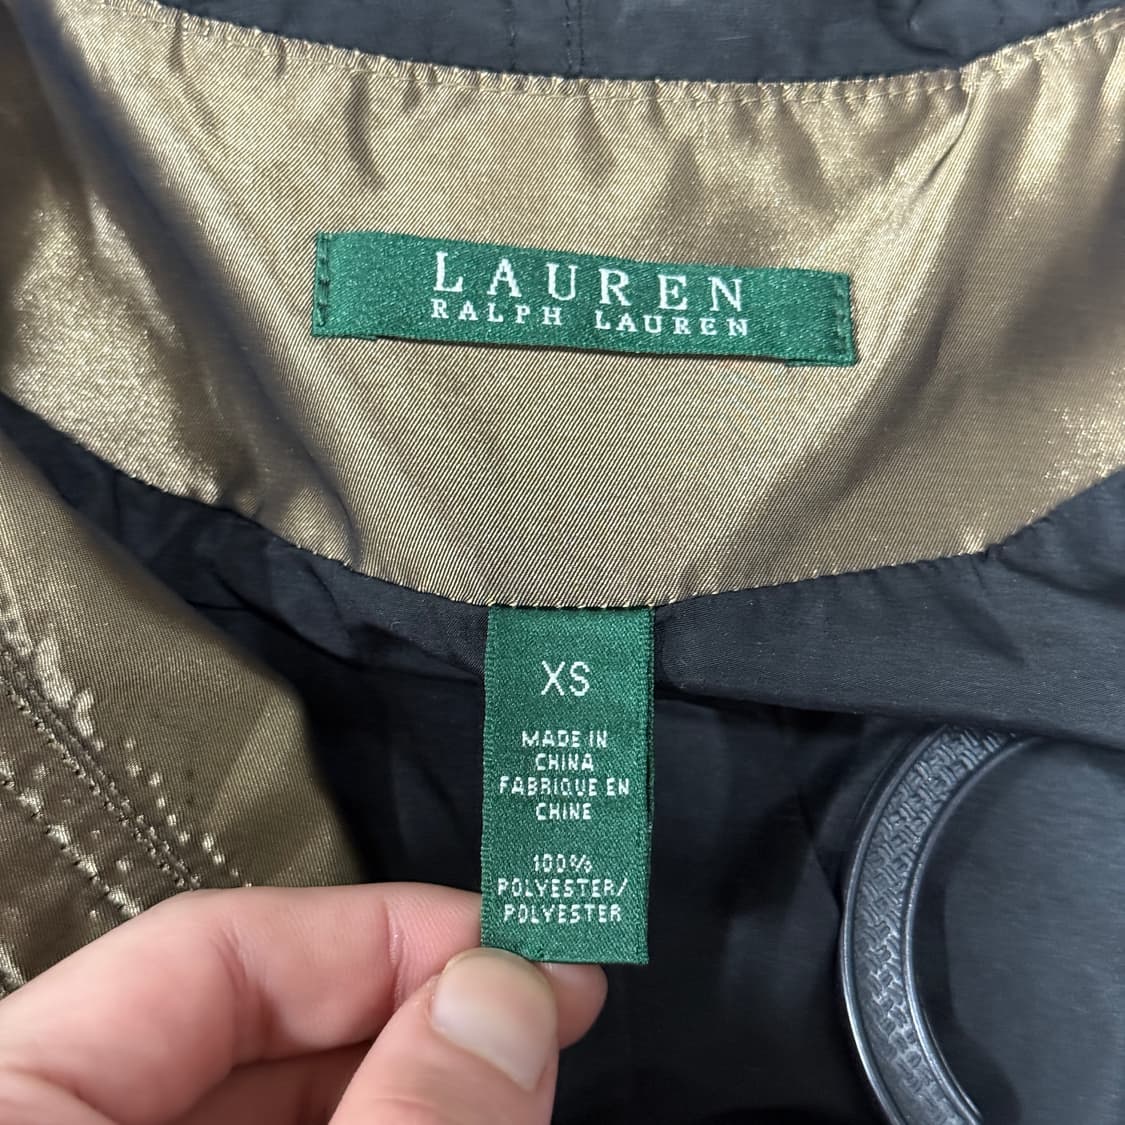 LAUREN
RALPH LAUREN
XS
MADE IN
CHINA
FABRIQUE EN
CHINE
100%
POLYESTER/
POLYESTER